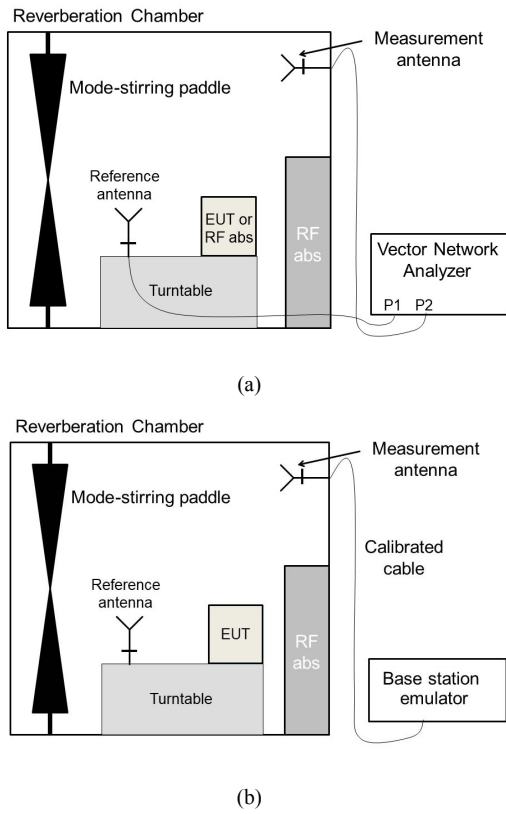 Reverberation Chamber
Measurement
antenna
Mode-stirring paddle
Reference
antenna
EUT or
RF abs
RF
abs
Turntable
Vector Network
Analyzer
P1 P2
(a)
Reverberation Chamber
Measurement
antenna
Mode-stirring paddle
Calibrated
cable
Reference
antenna
EUT
RF
abs
Turntable
Base station
emulator
(b)